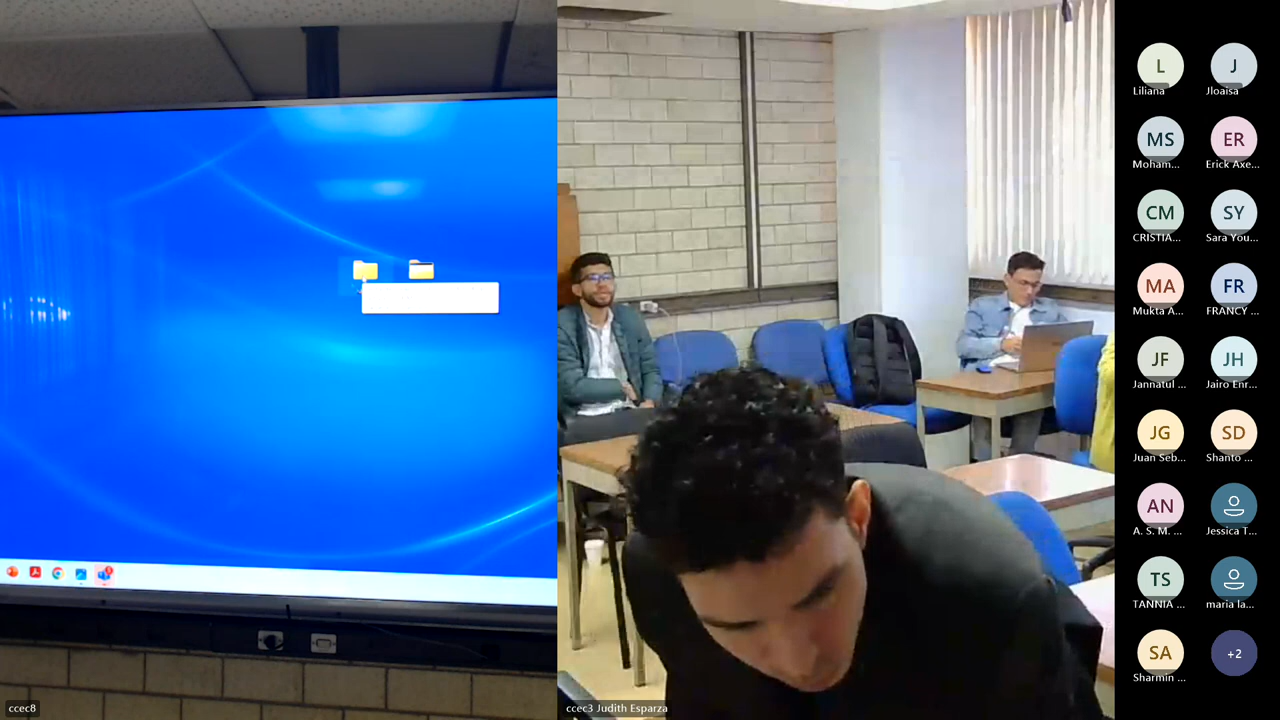 L J
Liliana Jloaisa
MS ER
Moham... Erick Axe...
CM SY
CRISTIA... Sara You...
MA FR
Mukta A... FRANCY ...
JF JH
Jannatul ... Jairo Enr...
JG SD
Juan Seb... Shanto ...
AN
A. S. M. ... Jessica T...
TS
TANNIA ... maria la...
SA +2
Sharmin ...
ccec8
ccec3 Judith Esparza